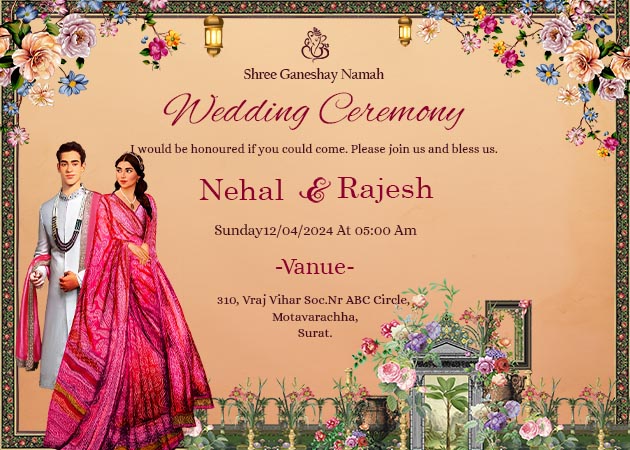 Shree Ganeshay Namah
Wedding Ceremony
I would be honoured if you could come. Please join us and bless us.
Nehal & Rajesh
Sunday12/04/2024 At 05:00 Am
-Vanue-
310, Vraj Vihar Soc.Nr ABC Circle,
Motavarachha,
Surat.